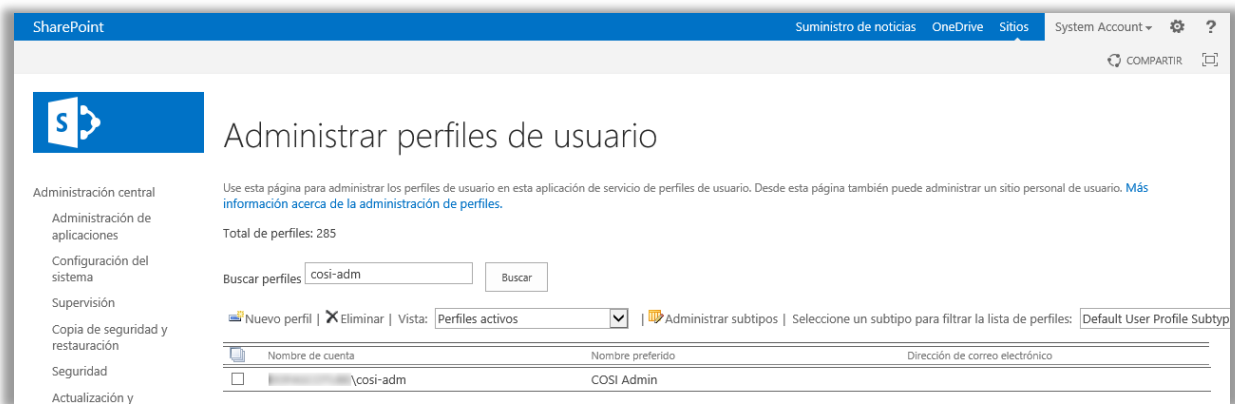 SharePoint
Suministro de noticias OneDrive Sitios System Account ?
COMPARTIR
S
Administrar perfiles de usuario
Use esta página para administrar los perfiles de usuario en esta aplicación de servicio de perfiles de usuario. Desde esta página también puede administrar un sitio personal de usuario. Más
información acerca de la administración de perfiles.
Total de perfiles: 285
Buscar perfiles cosi-adm Buscar
Nuevo perfil | Eliminar | Vista: Perfiles activos | Administrar subtipos | Seleccione un subtipo para filtrar la lista de perfiles: Default User Profile Subtyp
Nombre de cuenta Nombre preferido Dirección de correo electrónico
\cosi-adm COSI Admin
Administración central
Administración de
aplicaciones
Configuración del
sistema
Supervisión
Copia de seguridad y
restauración
Seguridad
Actualización y